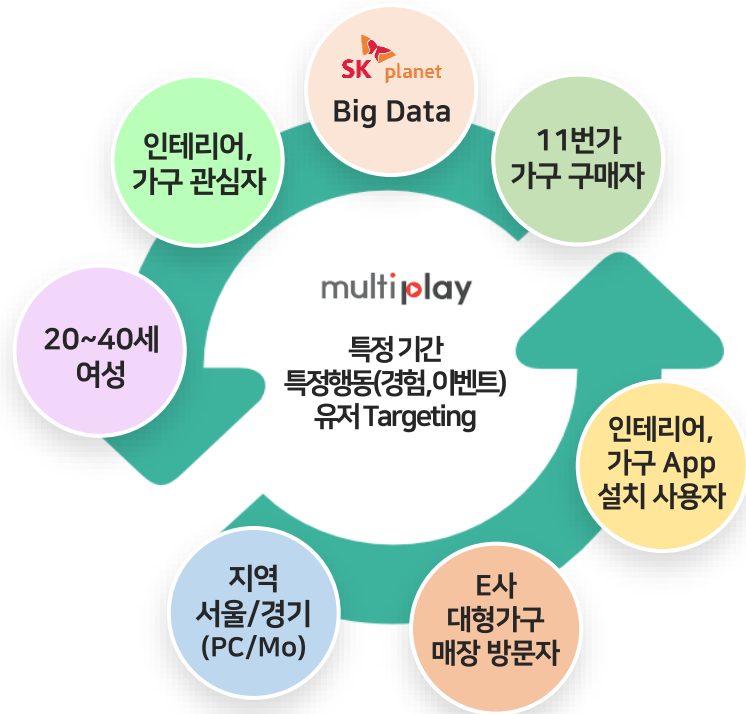 SK planet
Big Data
인테리어,
가구 관심자
11번가
가구 구매자
multiplay
특정 기간
특정행동(경험,이벤트)
유저 Targeting
20~40세
여성
인테리어,
가구 App
설치 사용자
지역
서울/경기
(PC/Mo)
E사
대형가구
매장 방문자